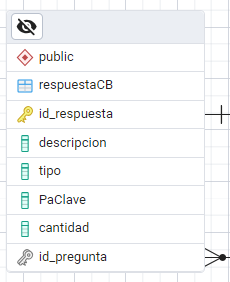 public
respuestaCB
id_respuesta
descripcion
tipo
PaClave
cantidad
id_pregunta